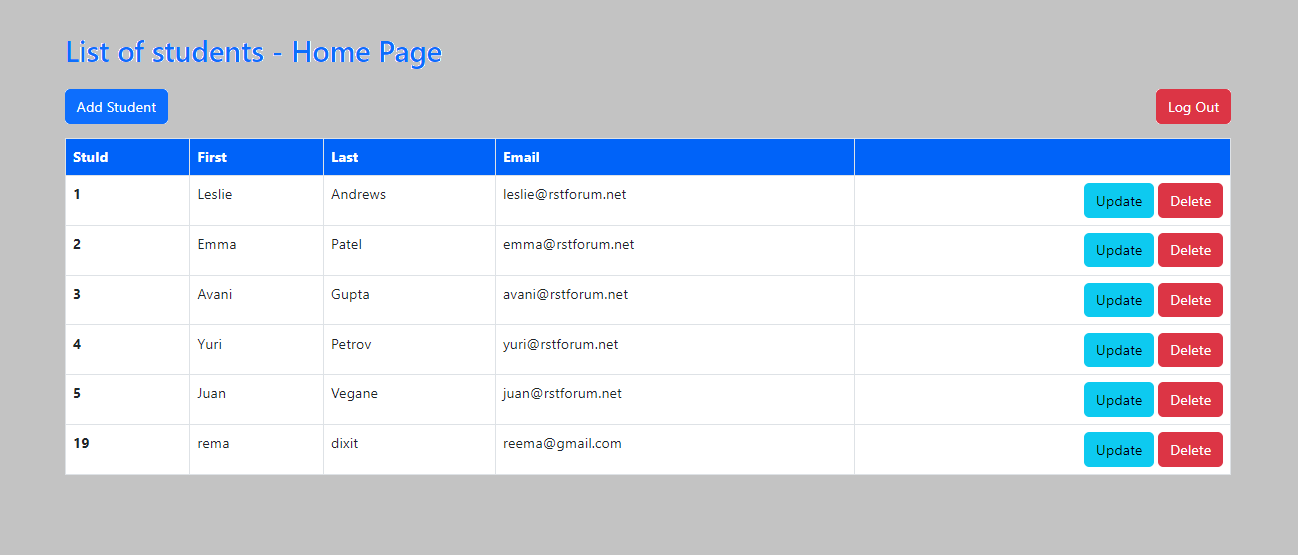 List of students - Home Page
Add Student Log Out
StuId First Last Email
1 Leslie Andrews leslie@rstforum.net Update Delete
2 Emma Patel emma@rstforum.net Update Delete
3 Avani Gupta avani@rstforum.net Update Delete
4 Yuri Petrov yuri@rstforum.net Update Delete
5 Juan Vegane juan@rstforum.net Update Delete
19 rema dixit reema@gmail.com Update Delete